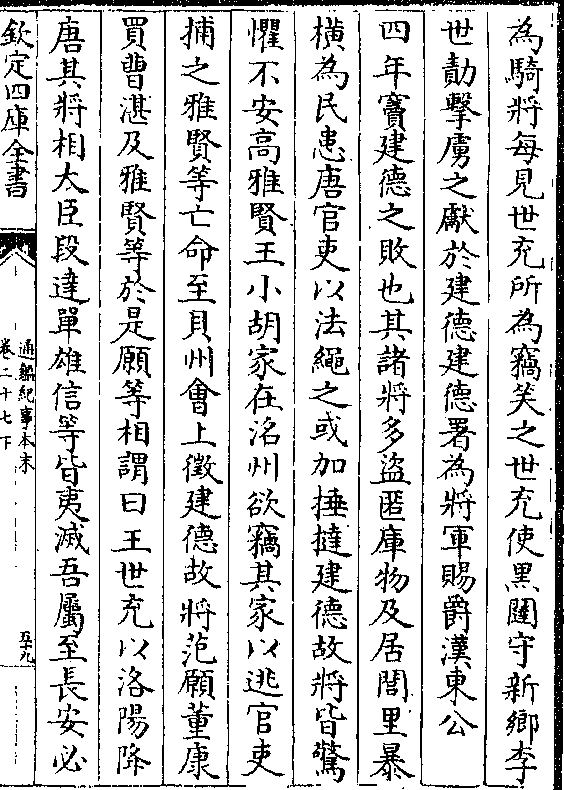 為騎將每見世充所為竊笑之世充使黑闥守新鄉李
世勣擊虜之獻於建德建德署為將軍賜爵漢東公
四年竇建德之敗也其諸將多盜匿庫物及居閭里暴
橫為民患唐官吏以法繩之或加捶撻建德故將皆驚
懼不安高雅賢王小胡家在洺州欲竊其家以逃官吏
捕之雅賢等亡命至貝州會上徵建德故將范願董康
買曹湛及雅賢等於是願等相謂曰王世充以洛陽降
唐其將相大臣段達單雄信等皆夷滅吾屬至長安必
欽定四庫全書
通鑑紀事本末
卷二十七下
五十九